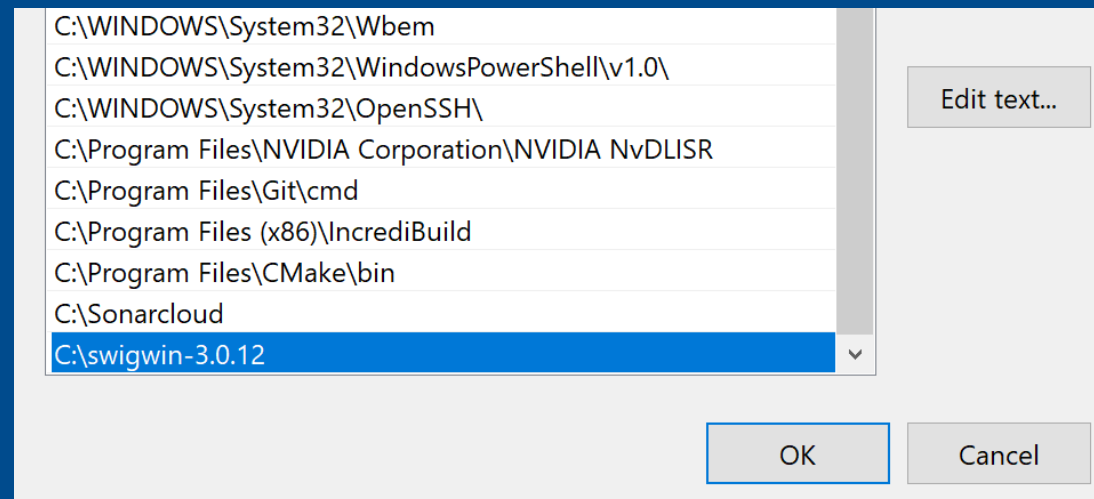 C:\WINDOWS\System32\Wbem
C:\WINDOWS\System32\WindowsPowerShell\v1.0\
C:\WINDOWS\System32\OpenSSH\
C:\Program Files\NVIDIA Corporation\NVIDIA NvDLISR
C:\Program Files\Git\cmd
C:\Program Files (x86)\IncrediBuild
C:\Program Files\CMake\bin
C:\Sonarcloud
C:\swigwin-3.0.12
Edit text...
OK
Cancel